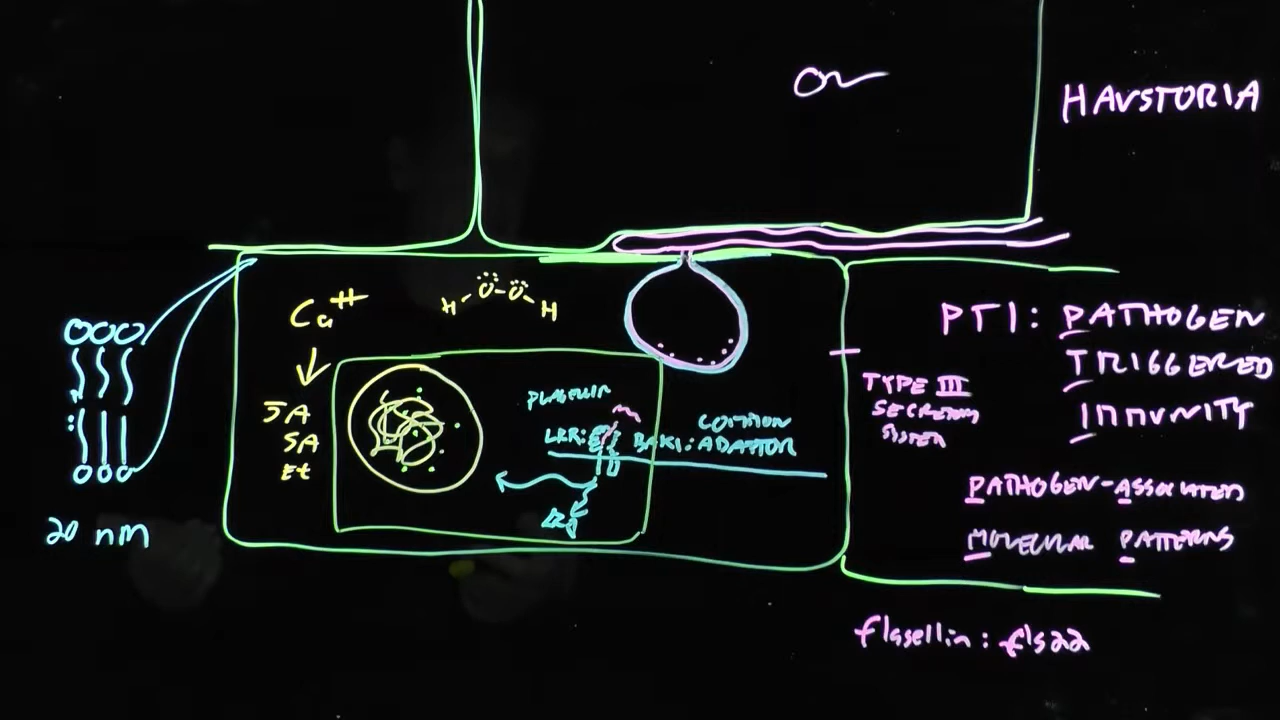 HAUSTORIA
Ca++
H-O-O-H
JA
SA
Et
20 nm
FLAGELLIN
LRR:
BAK1:
COMMON
ADAPTOR
TYPE III
SECRETION
SYSTEM
PTI: PATHOGEN
TRIGGERED
IMMUNITY
PATHOGEN-ASSOCIATED
MOLECULAR PATTERNS
flagellin: flg22